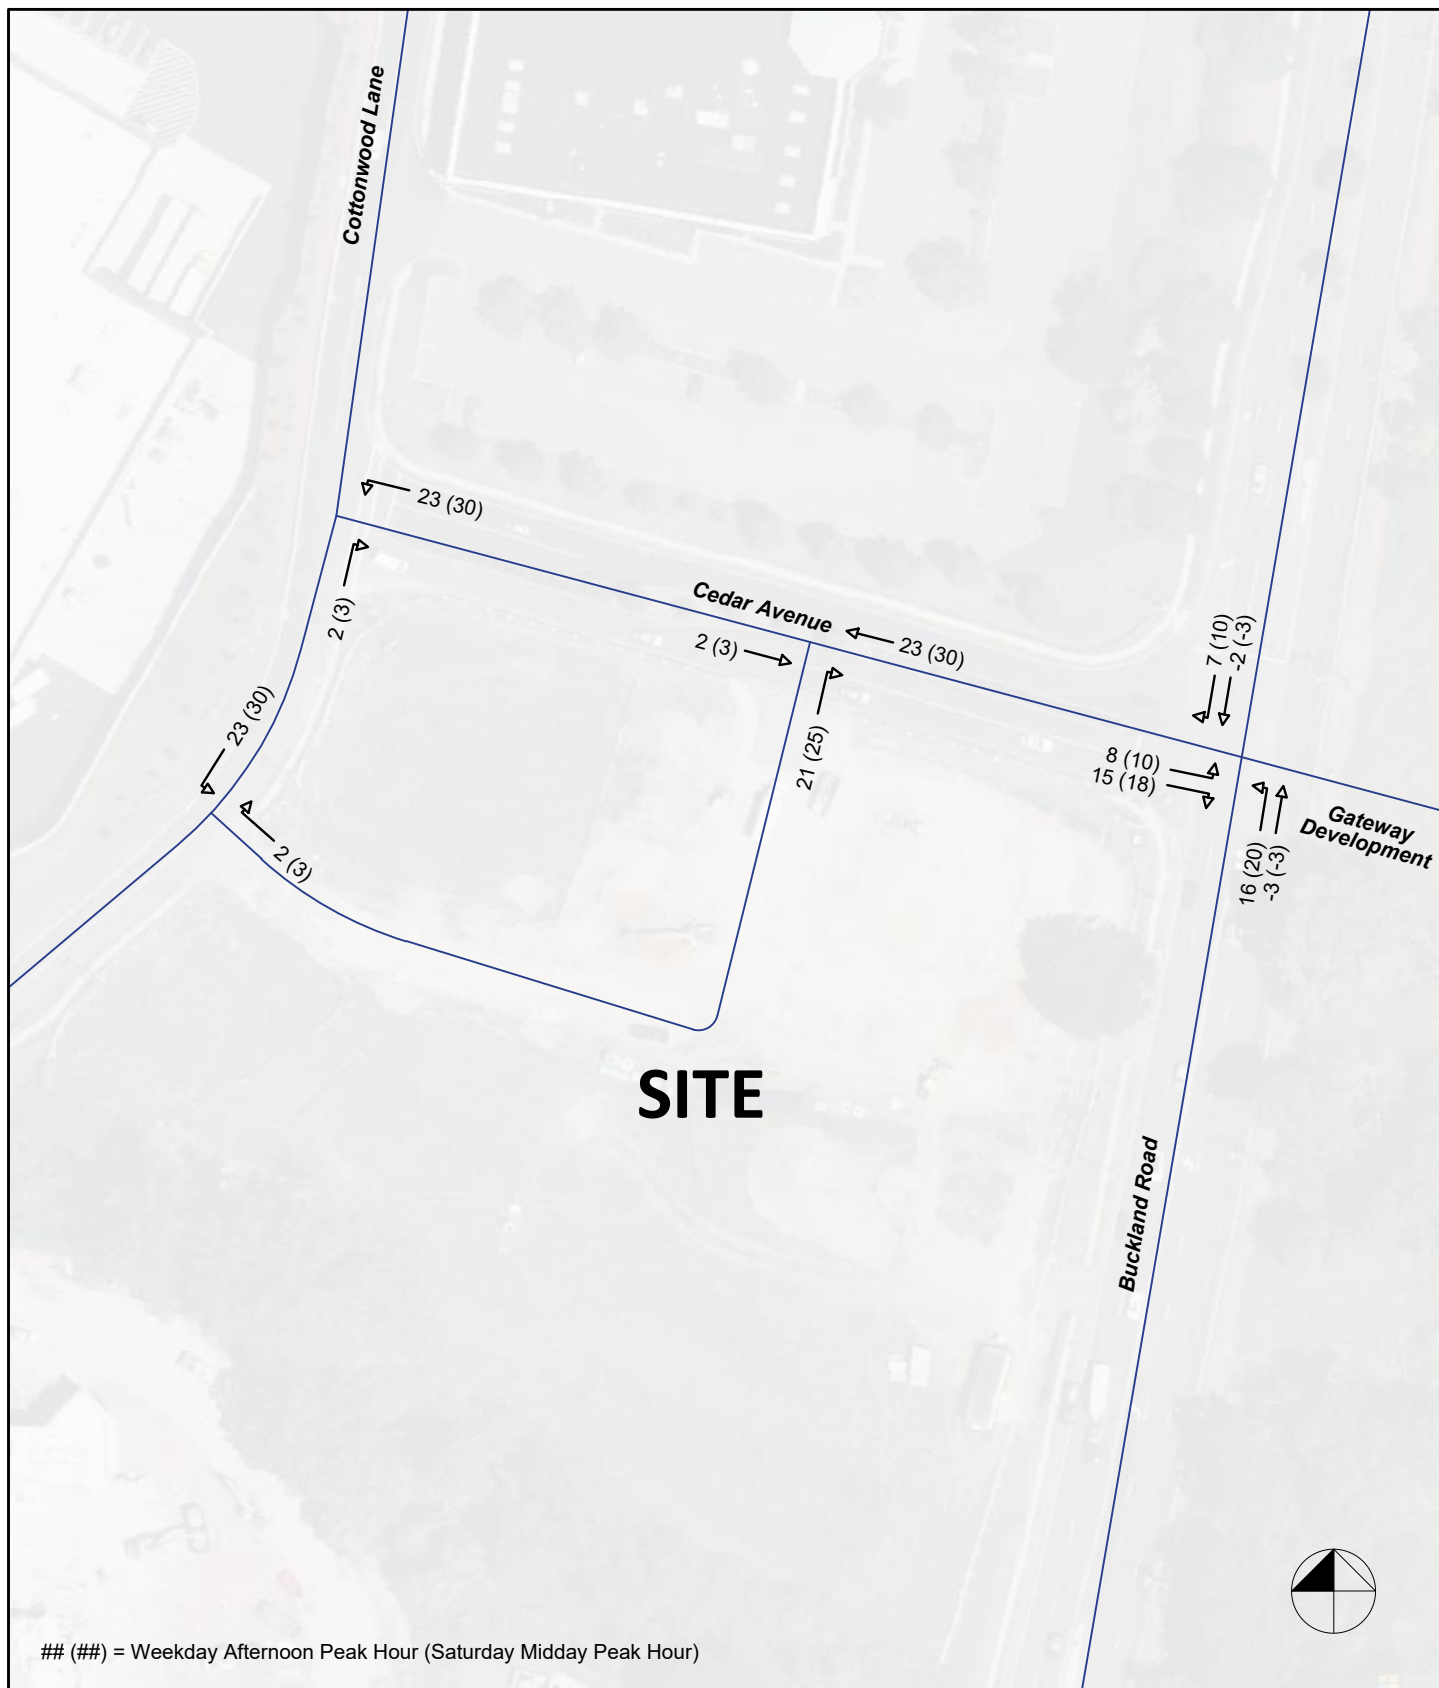 Cottonwood Lane
23 (30)
2 (3)
Cedar Avenue
23 (30)
2 (3)
7 (10)
-2 (-3)
23 (30)
21 (25)
8 (10)
15 (18)
Gateway
Development
16 (20)
-3 (-3)
2 (3)
SITE
Buckland Road
## (##) = Weekday Afternoon Peak Hour (Saturday Midday Peak Hour)